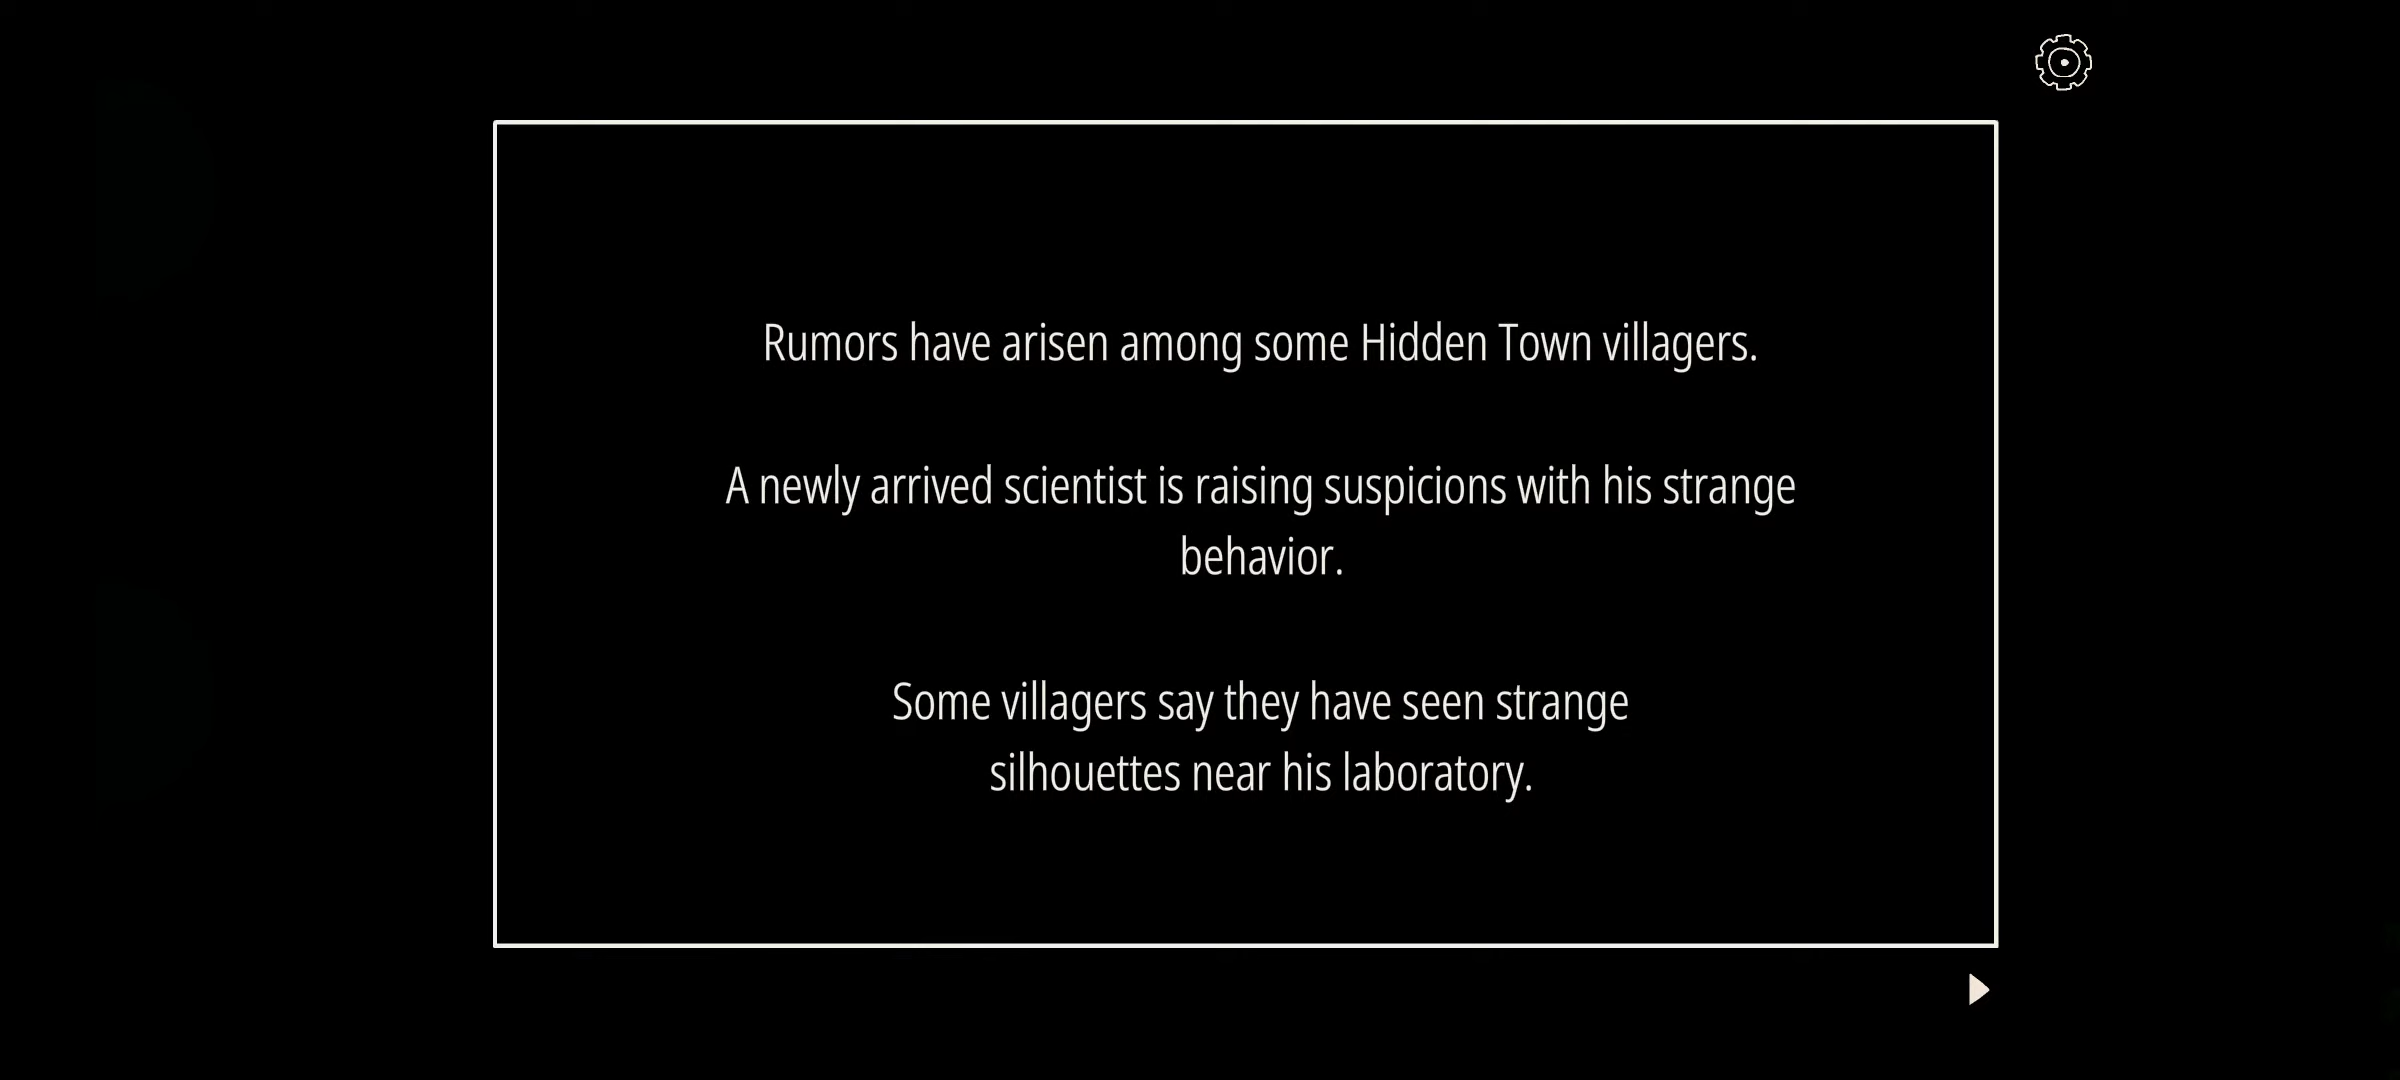 Rumors have arisen among some Hidden Town villagers.
A newly arrived scientist is raising suspicions with his strange
behavior.
Some villagers say they have seen strange
silhouettes near his laboratory.